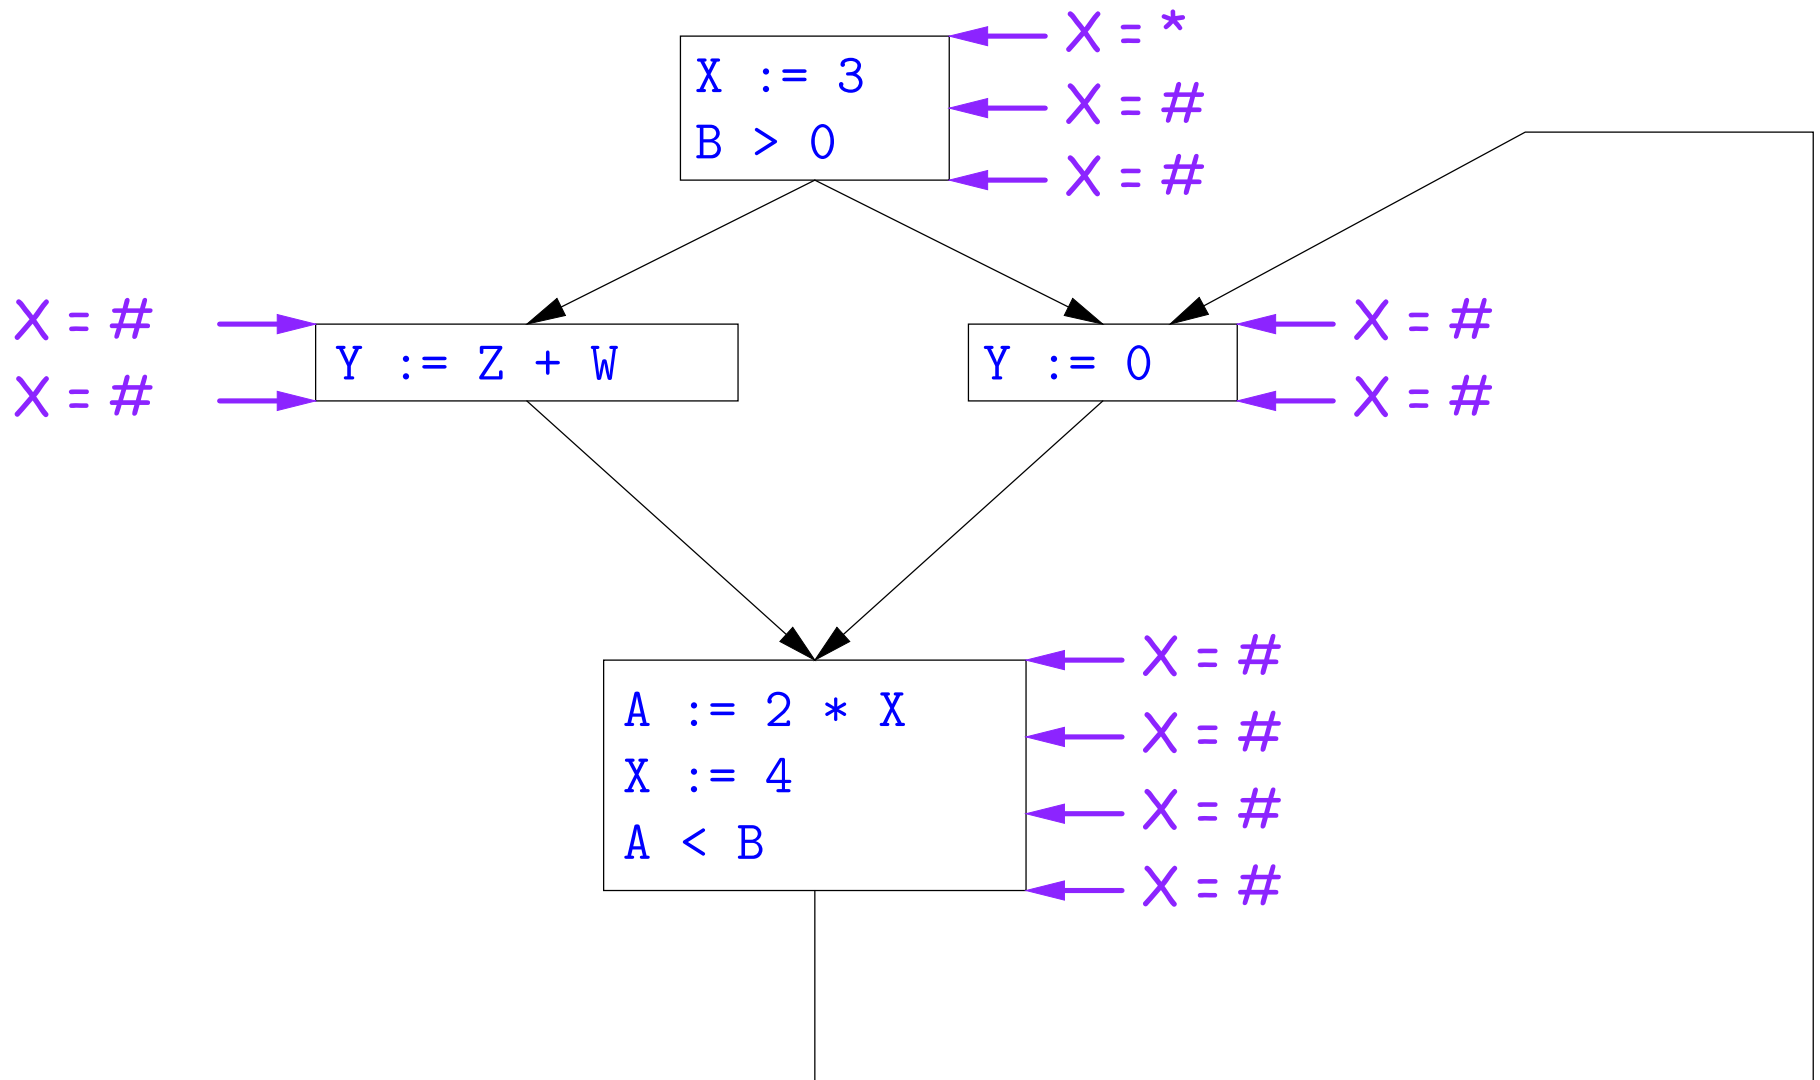 X = *
X := 3
X = #
B > 0
X = #
X = #
X = #
Y := Z + W
Y := 0
X = #
X = #
X = #
A := 2 * X
X = #
X := 4
X = #
A < B
X = #